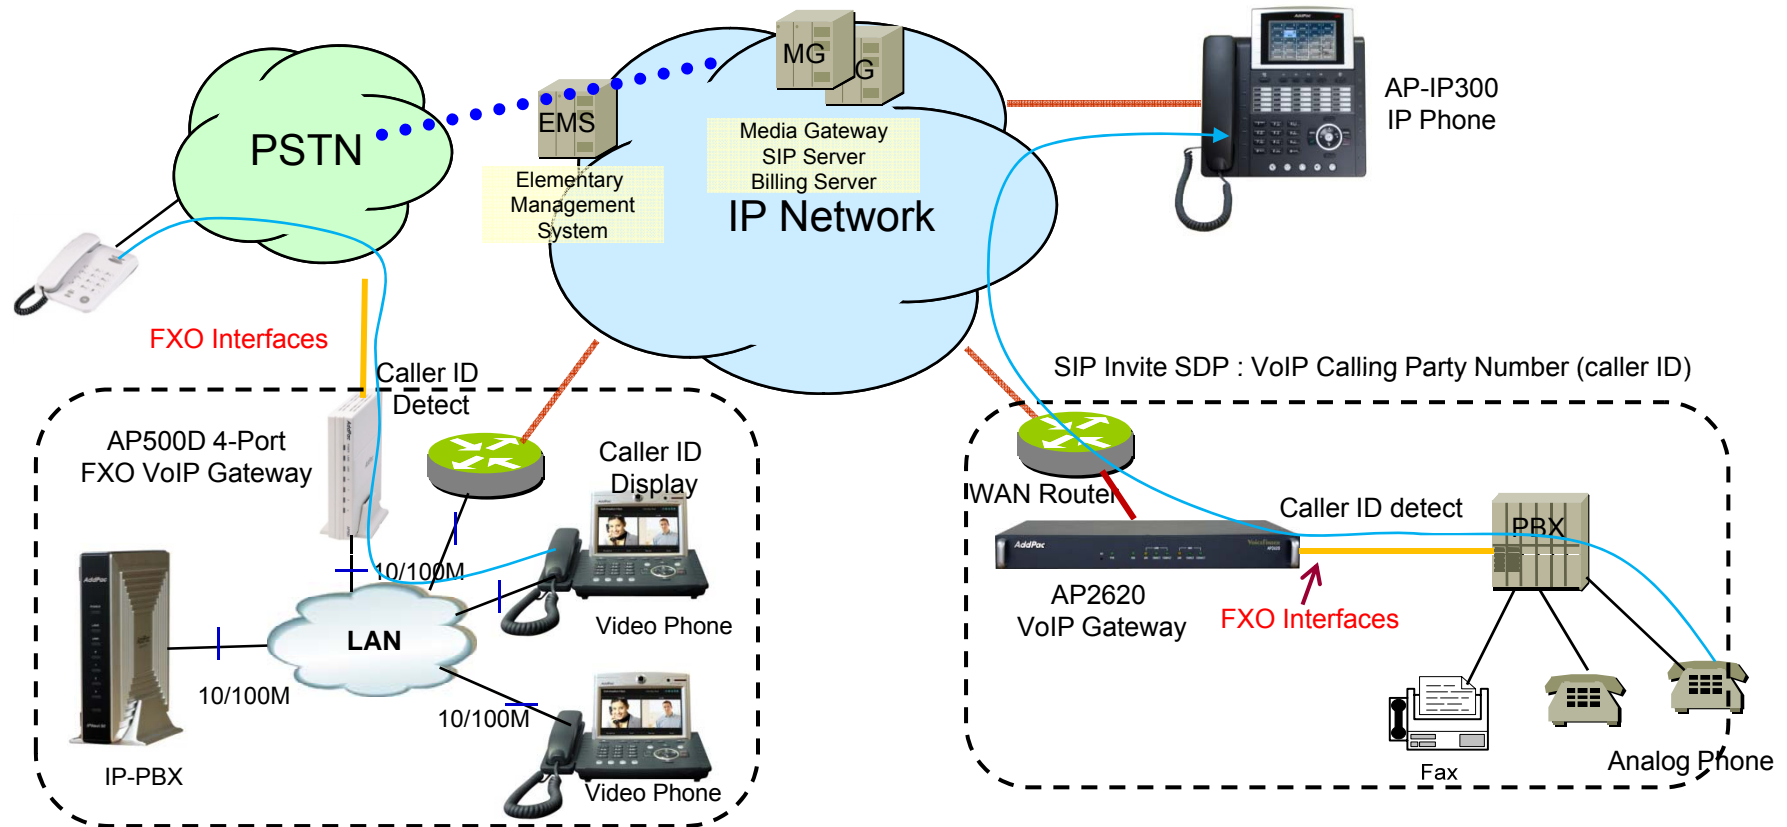 MG
G
EMS
PSTN
Media Gateway
SIP Server
Billing Server
Elementary
Management
System
IP Network
AddPac
AP-IP300
IP Phone
FXO Interfaces
Caller ID
Detect
SIP Invite SDP : VoIP Calling Party Number (caller ID)
AP500D 4-Port
FXO VoIP Gateway
Caller ID
Display
WAN Router
Caller ID detect
PBX
AddPac
AP2620
VoIP Gateway
FXO Interfaces
10/100M
AddPac
LAN
Video Phone
10/100M
10/100M
IP-PBX
Video Phone
Fax
Analog Phone